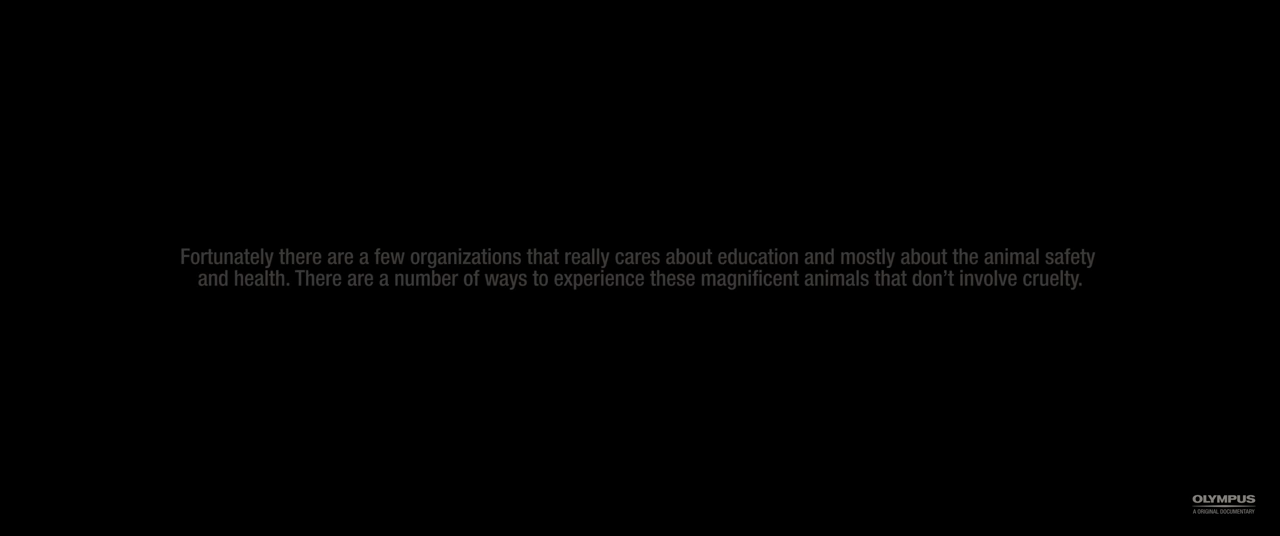 Fortunately there are a few organizations that really cares about education and mostly about the animal safety
and health. There are a number of ways to experience these magnificent animals that don’t involve cruelty.
OLYMPUS
A ORIGINAL DOCUMENTARY